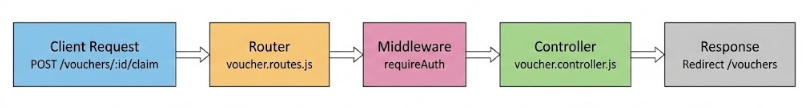 Client Request
POST /vouchers/:id/claim
Router
voucher.routes.js
Middleware
requireAuth
Controller
voucher.controller.js
Response
Redirect /vouchers